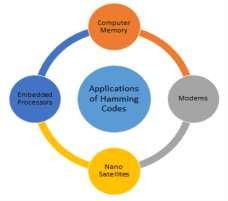 Computer
Memory
Applications
of Hamming
Codes
Embedded
Processors
Modems
Nano
Satellites